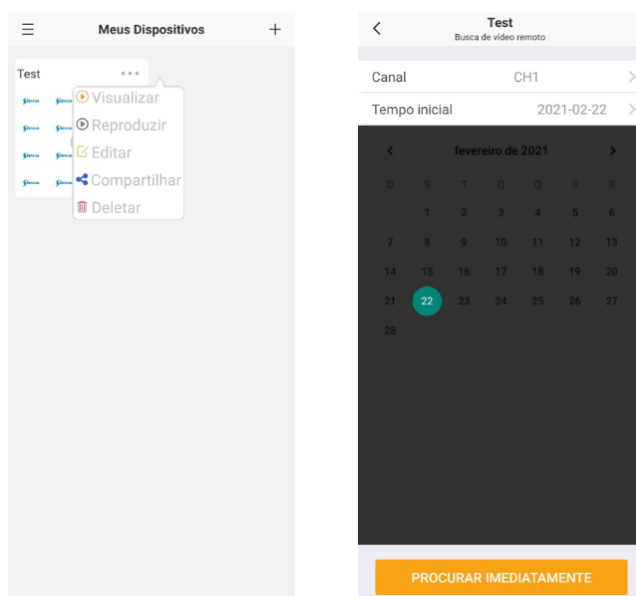 Meus Dispositivos
Test
Visualizar
Reproduzir
Editar
Compartilhar
Deletar
Test
Busca de vídeo remoto
Canal CH1
Tempo inicial 2021-02-22
fevereiro de 2021
D S T Q Q S S
1 2 3 4 5 6
7 8 9 10 11 12 13
14 15 16 17 18 19 20
21 22 23 24 25 26 27
28
PROCURAR IMEDIATAMENTE